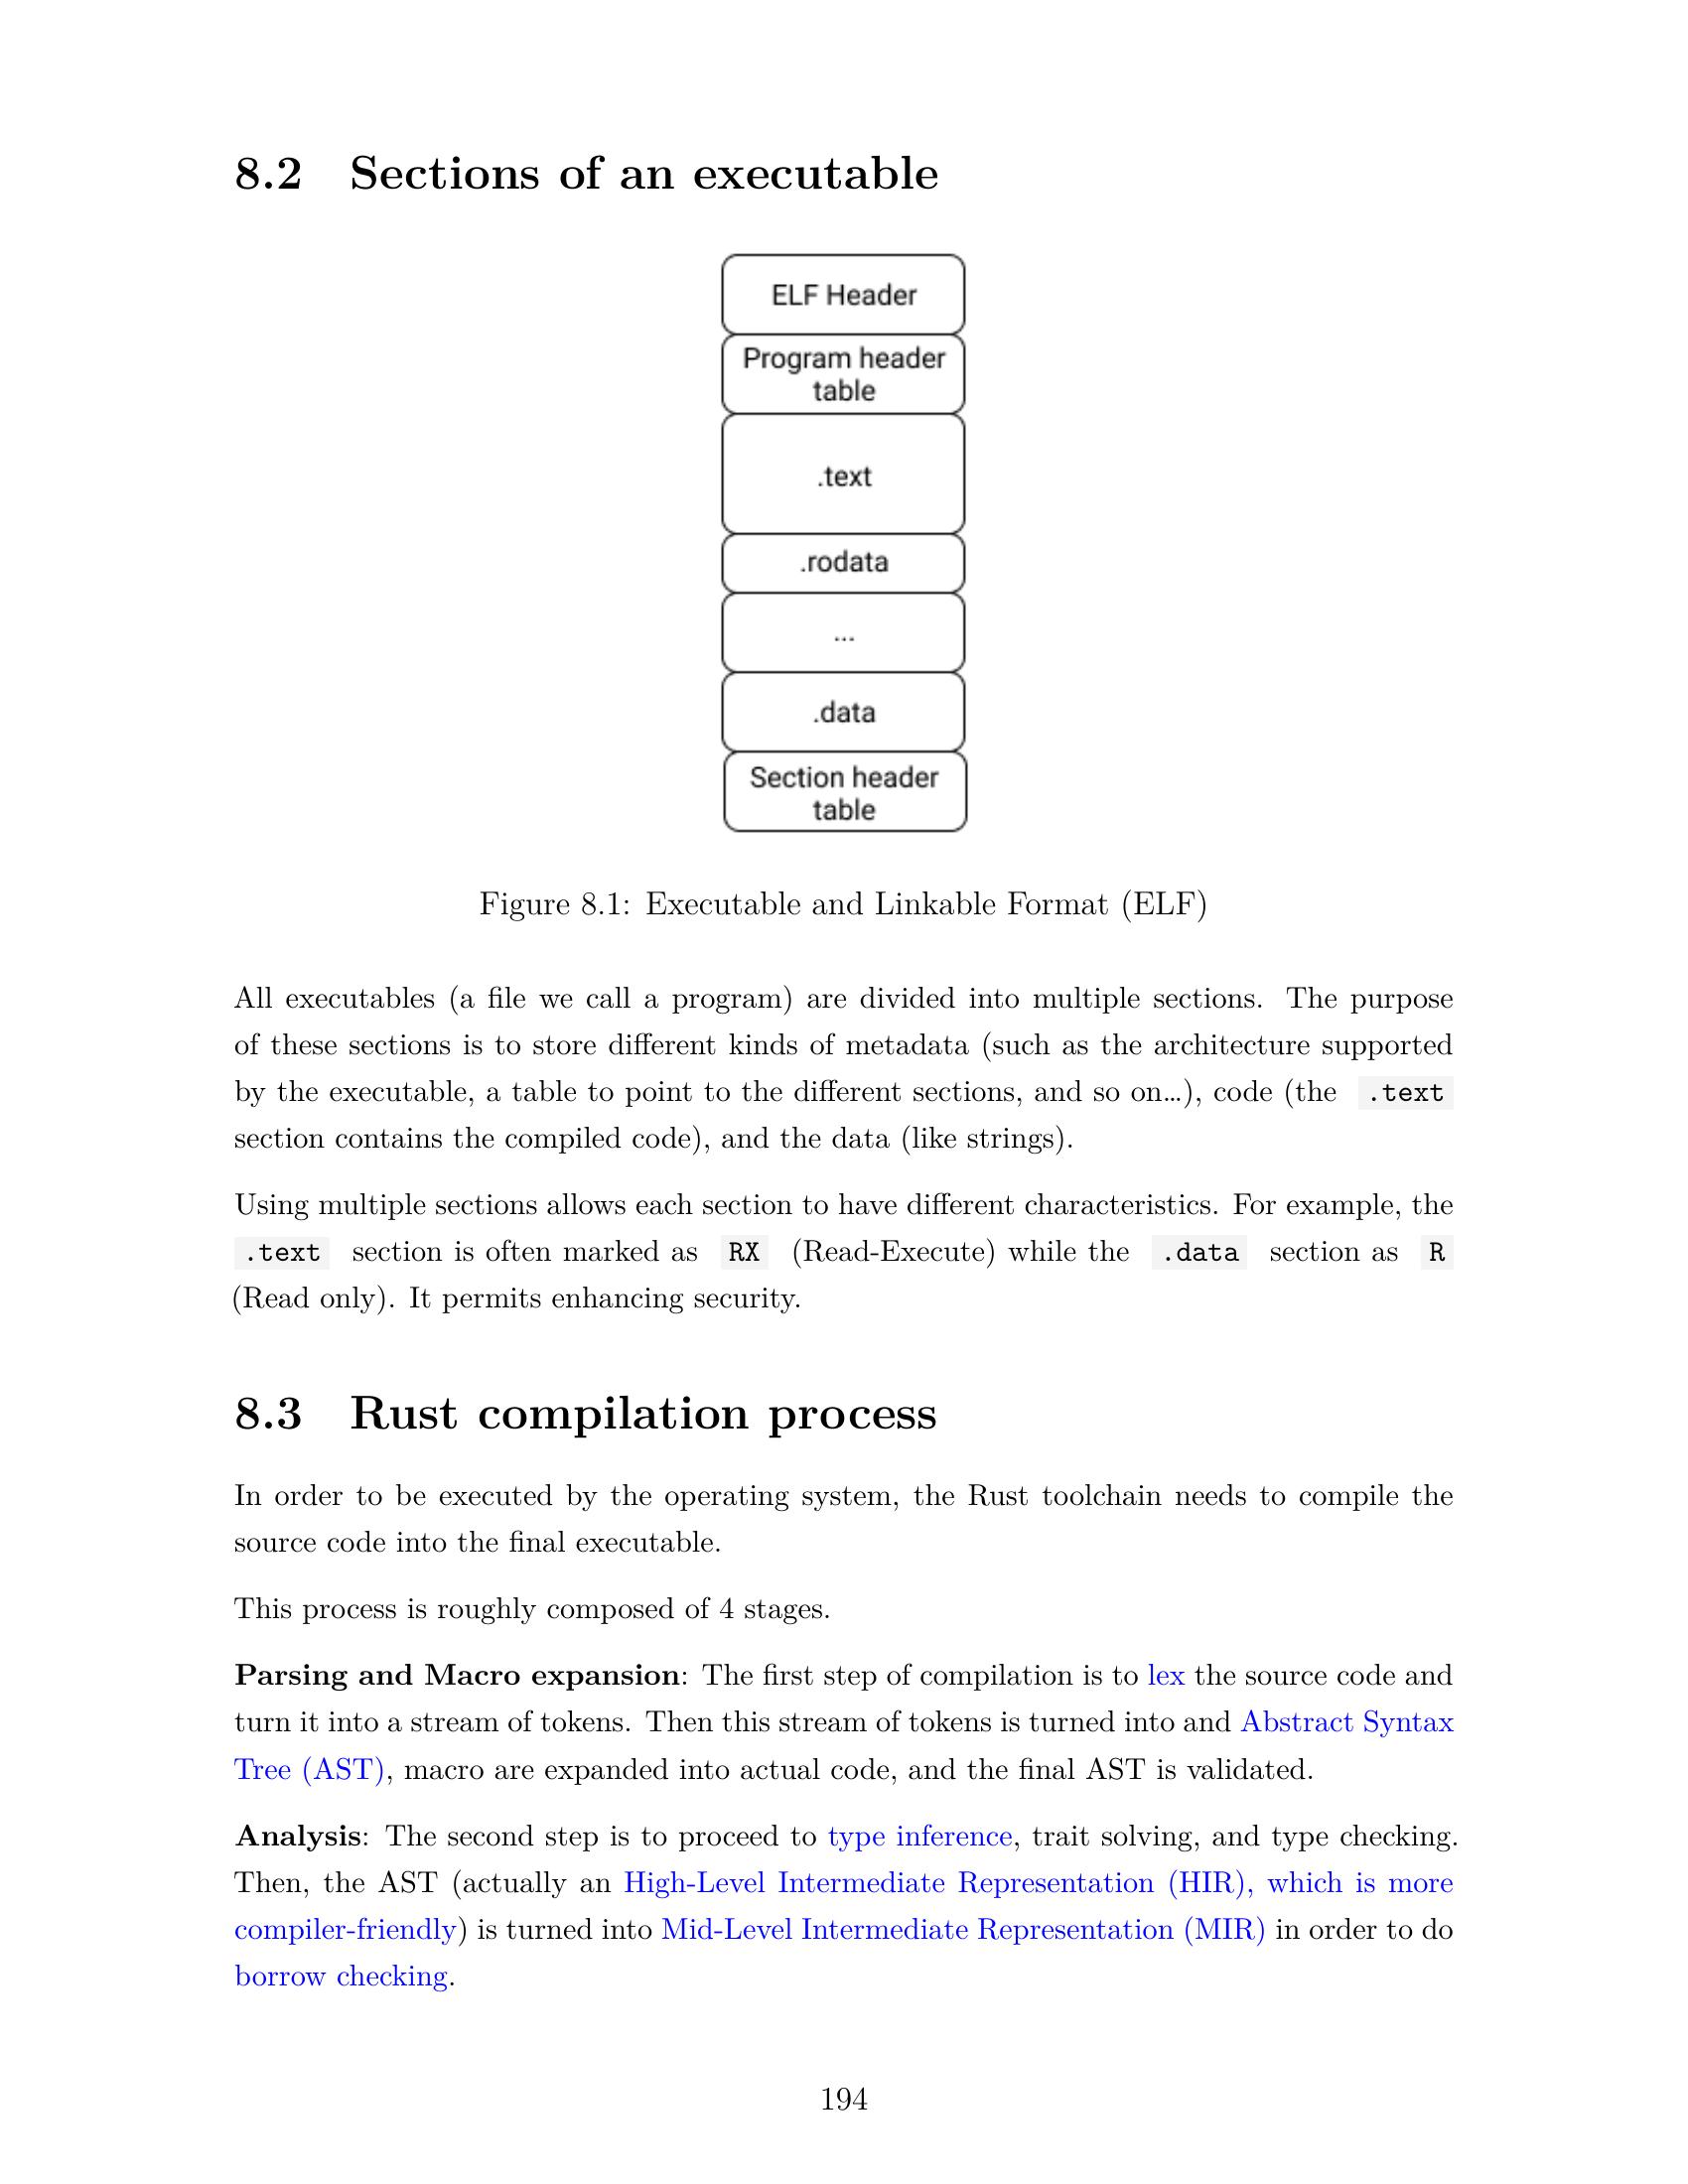 8.2 Sections of an executable
ELF Header
Program header
table
.text
.rodata
...
.data
Section header
table
Figure 8.1: Executable and Linkable Format (ELF)
All executables (a file we call a program) are divided into multiple sections. The purpose
of these sections is to store different kinds of metadata (such as the architecture supported
by the executable, a table to point to the different sections, and so on…), code (the .text
section contains the compiled code), and the data (like strings).
Using multiple sections allows each section to have different characteristics. For example, the
.text section is often marked as RX (Read-Execute) while the .data section as R
(Read only). It permits enhancing security.
8.3 Rust compilation process
In order to be executed by the operating system, the Rust toolchain needs to compile the
source code into the final executable.
This process is roughly composed of 4 stages.
Parsing and Macro expansion: The first step of compilation is to lex the source code and
turn it into a stream of tokens. Then this stream of tokens is turned into and Abstract Syntax
Tree (AST), macro are expanded into actual code, and the final AST is validated.
Analysis: The second step is to proceed to type inference, trait solving, and type checking.
Then, the AST (actually an High-Level Intermediate Representation (HIR), which is more
compiler-friendly) is turned into Mid-Level Intermediate Representation (MIR) in order to do
borrow checking.
194